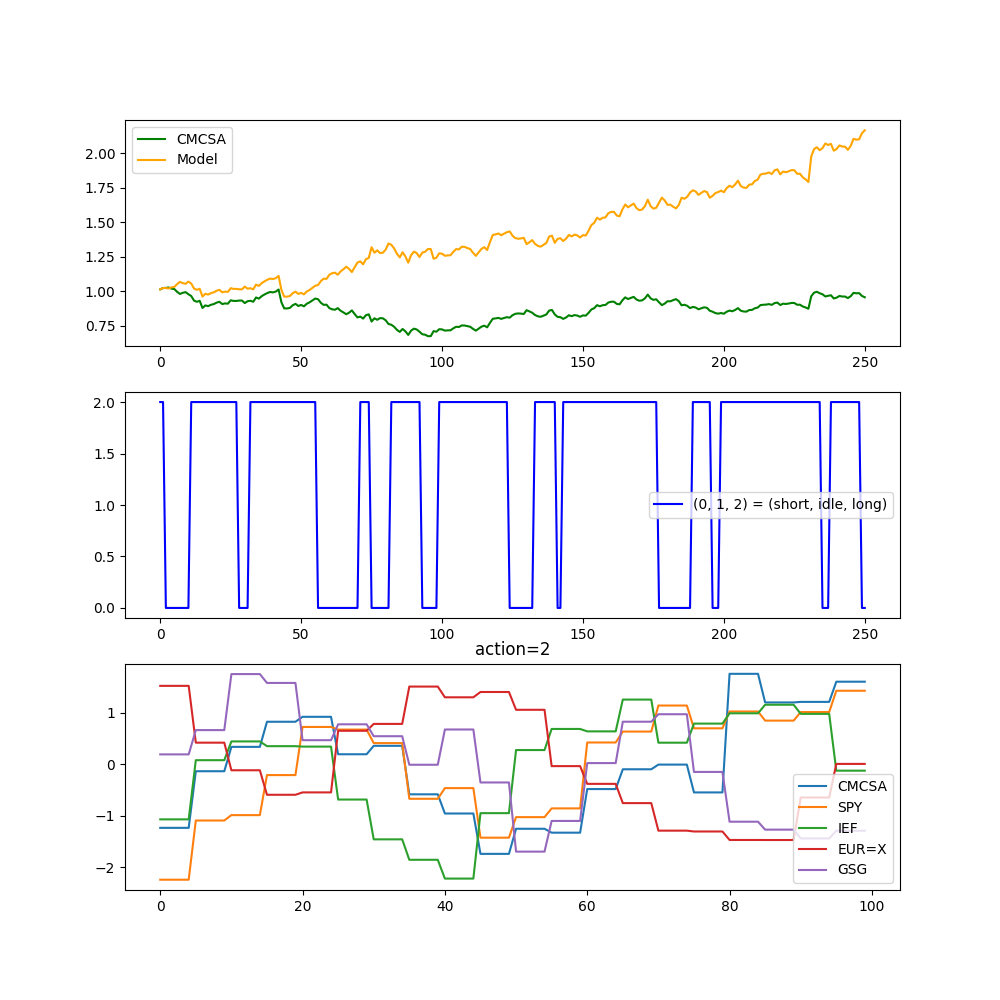 CMCSA
Model
2.00
1.75
1.50
1.25
1.00
0.75
0 50 100 150 200 250
2.0
1.5
1.0
0.5
0.0
(0, 1, 2) = (short, idle, long)
0 50 100 150 200 250
action=2
1
0
−1
−2
CMCSA
SPY
IEF
EUR=X
GSG
0 20 40 60 80 100